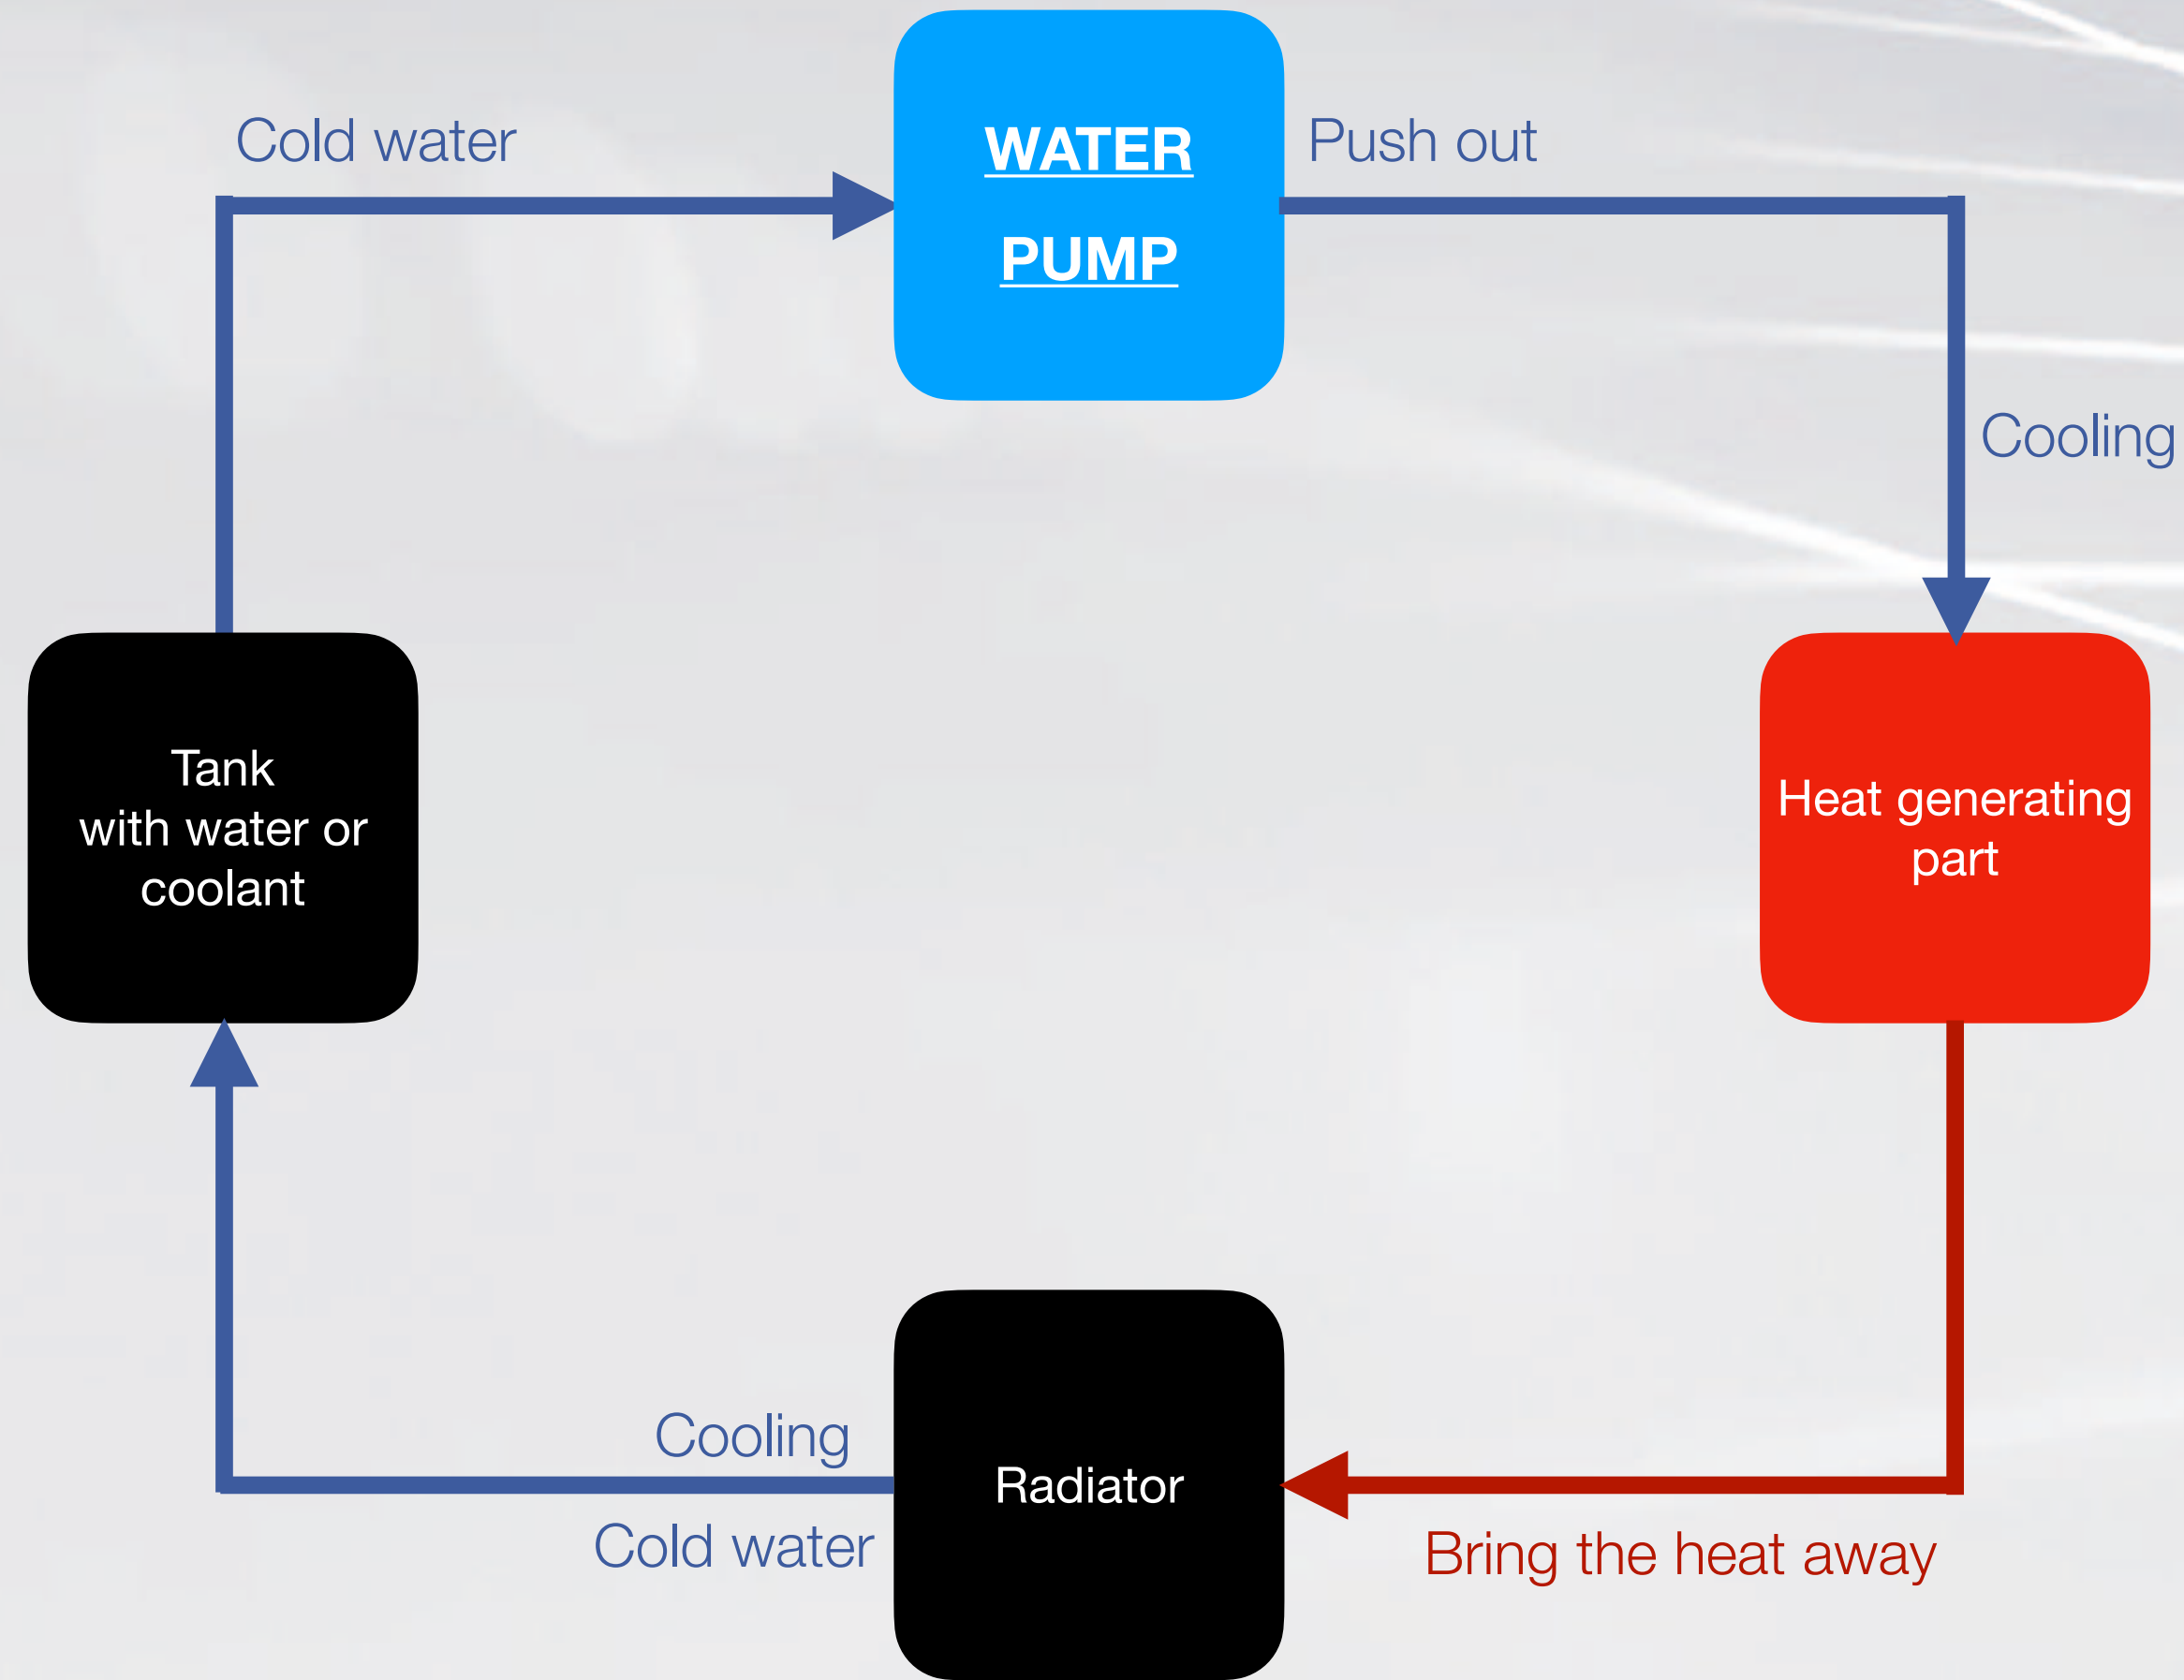 Cold water
WATER
PUMP
Push out
Cooling
Tank
with water or
coolant
Heat generating
part
Cooling
Cold water
Radiator
Bring the heat away